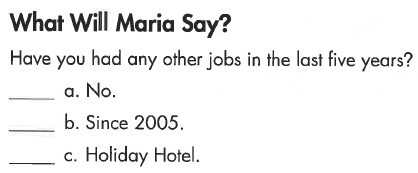 What Will Maria Say?
Have you had any other jobs in the last five years?
_____ a. No.
_____ b. Since 2005.
_____ c. Holiday Hotel.